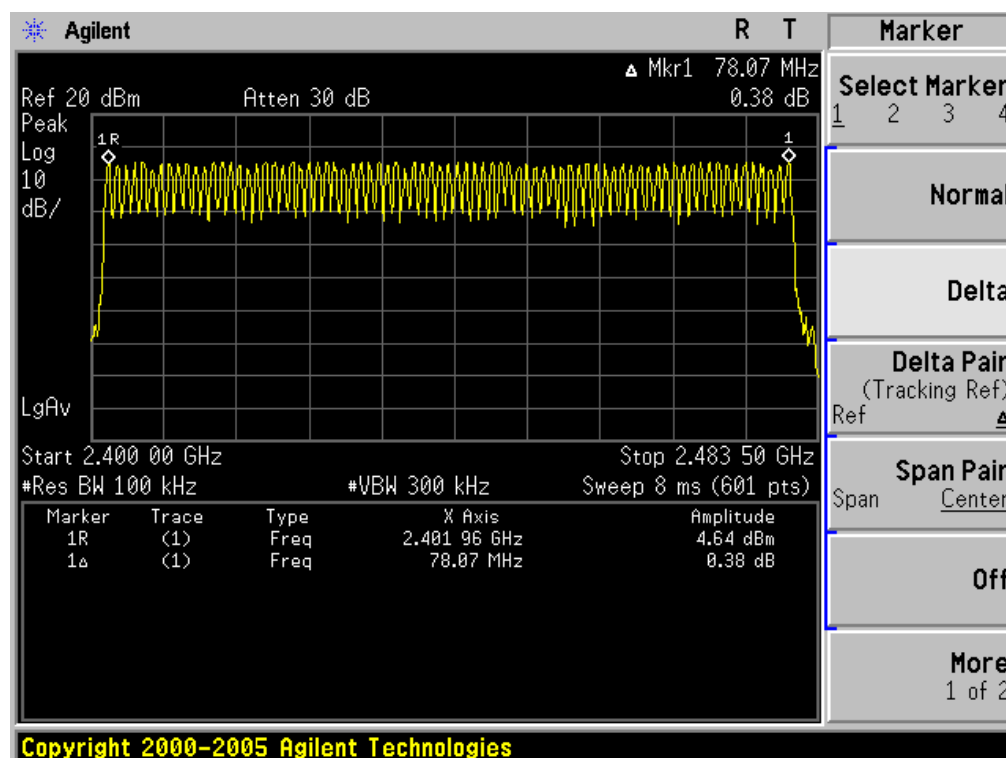 Agilent R T
Δ Mkr1 78.07 MHz
Ref 20 dBm Atten 30 dB 0.38 dB
Peak
Log
10
dB/
1R 1
LgAv
Start 2.400 00 GHz Stop 2.483 50 GHz
#Res BW 100 kHz #VBW 300 kHz Sweep 8 ms (601 pts)
Marker Trace Type X Axis Amplitude
1R (1) Freq 2.401 96 GHz 4.64 dBm
1Δ (1) Freq 78.07 MHz 0.38 dB
Copyright 2000-2005 Agilent Technologies
Marker
Select Marker
1 2 3 4
Normal
Delta
Delta Pair
(Tracking Ref)
Ref Δ
Span Pair
Span Center
Off
More
1 of 2